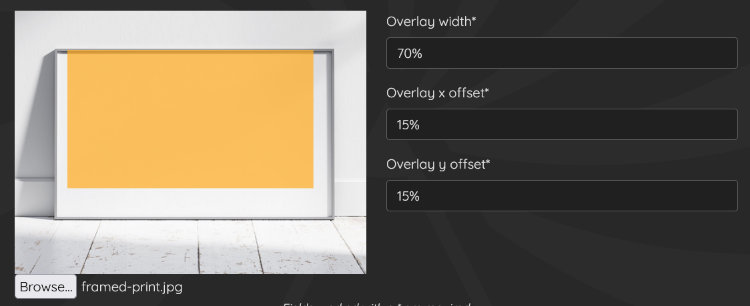 Overlay width*
70%
Overlay x offset*
15%
Overlay y offset*
15%
Browse... framed-print.jpg